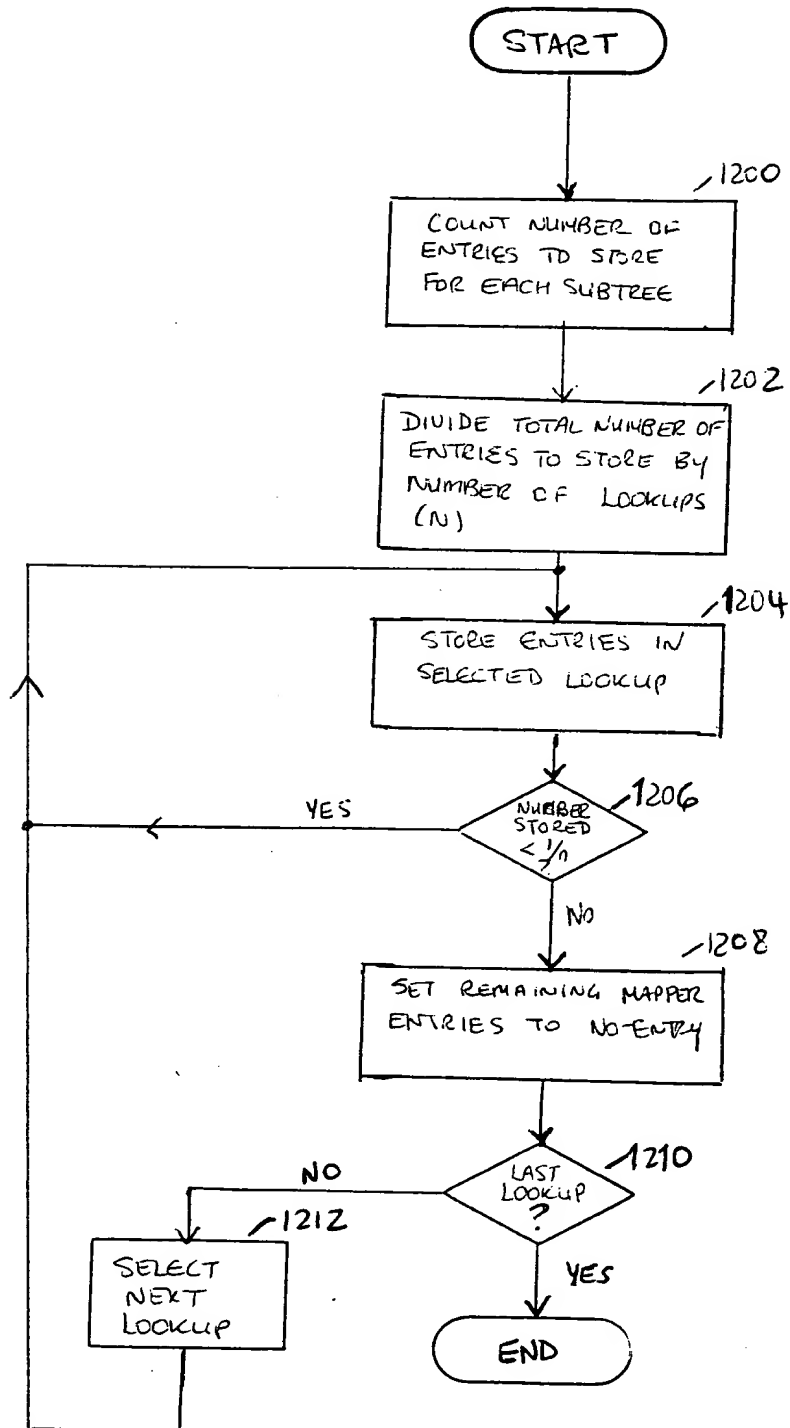 START
1200
COUNT NUMBER OF
ENTRIES TO STORE
FOR EACH SUBTREE
1202
DIVIDE TOTAL NUMBER OF
ENTRIES TO STORE BY
NUMBER OF LOOKUPS
(N)
1204
STORE ENTRIES IN
SELECTED LOOKUP
1206
NUMBER
STORED
< 1/n
?
YES
NO
1208
SET REMAINING MAPPER
ENTRIES TO NO-ENTRY
1210
LAST
LOOKUP
?
NO
1212
SELECT
NEXT
LOOKUP
YES
END